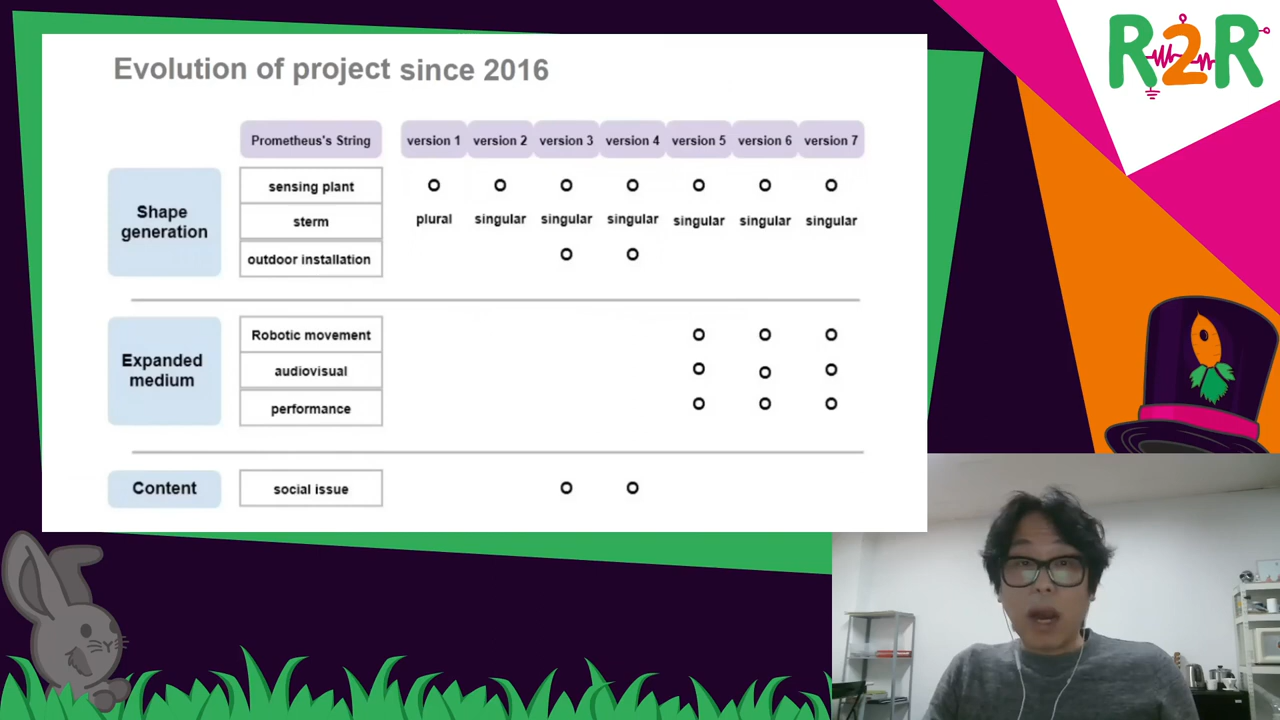 R2R
Evolution of project since 2016
Prometheus's String version 1 version 2 version 3 version 4 version 5 version 6 version 7
Shape generation
sensing plant O O O O O O O
sterm plural singular singular singular singular singular singular
outdoor installation O O
Expanded medium
Robotic movement O O O
audiovisual O O O
performance O O O
Content
social issue O O